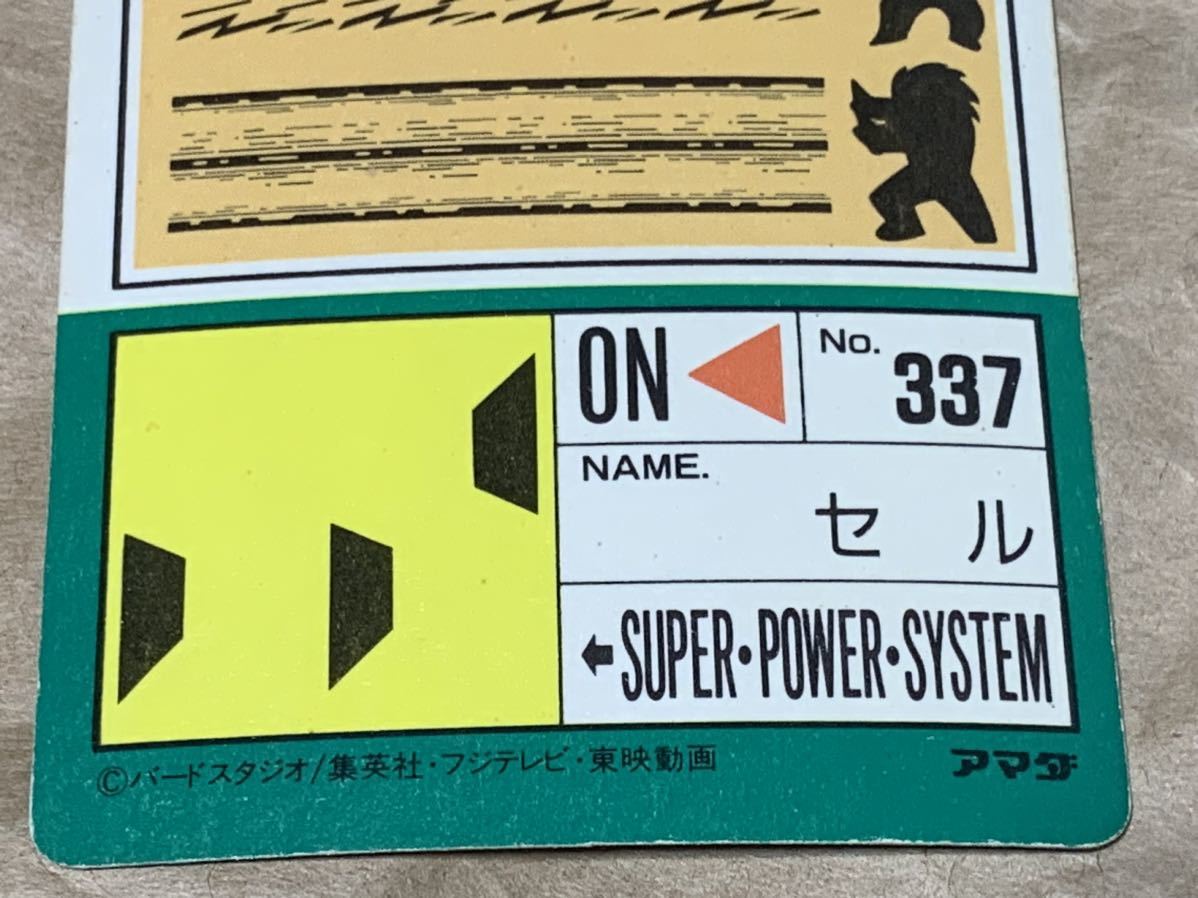 ON
No. 337
NAME.
セル
←SUPER・POWER・SYSTEM
©バードスタジオ/集英社・フジテレビ・東映動画
アマダ